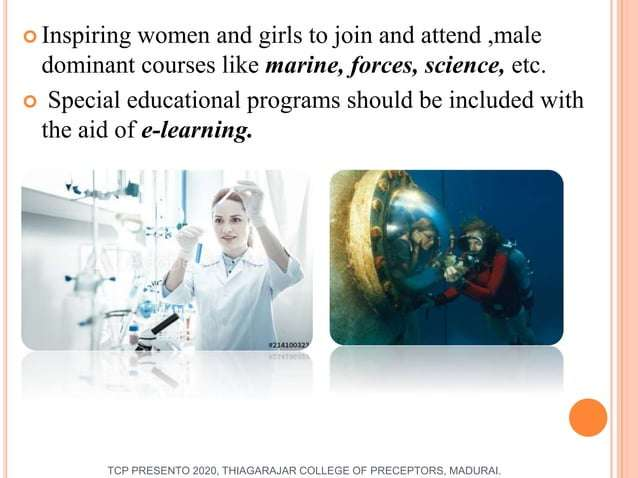 Inspiring women and girls to join and attend ,male
dominant courses like marine, forces, science, etc.
Special educational programs should be included with
the aid of e-learning.
#214100323
TCP PRESENTO 2020, THIAGARAJAR COLLEGE OF PRECEPTORS, MADURAI.